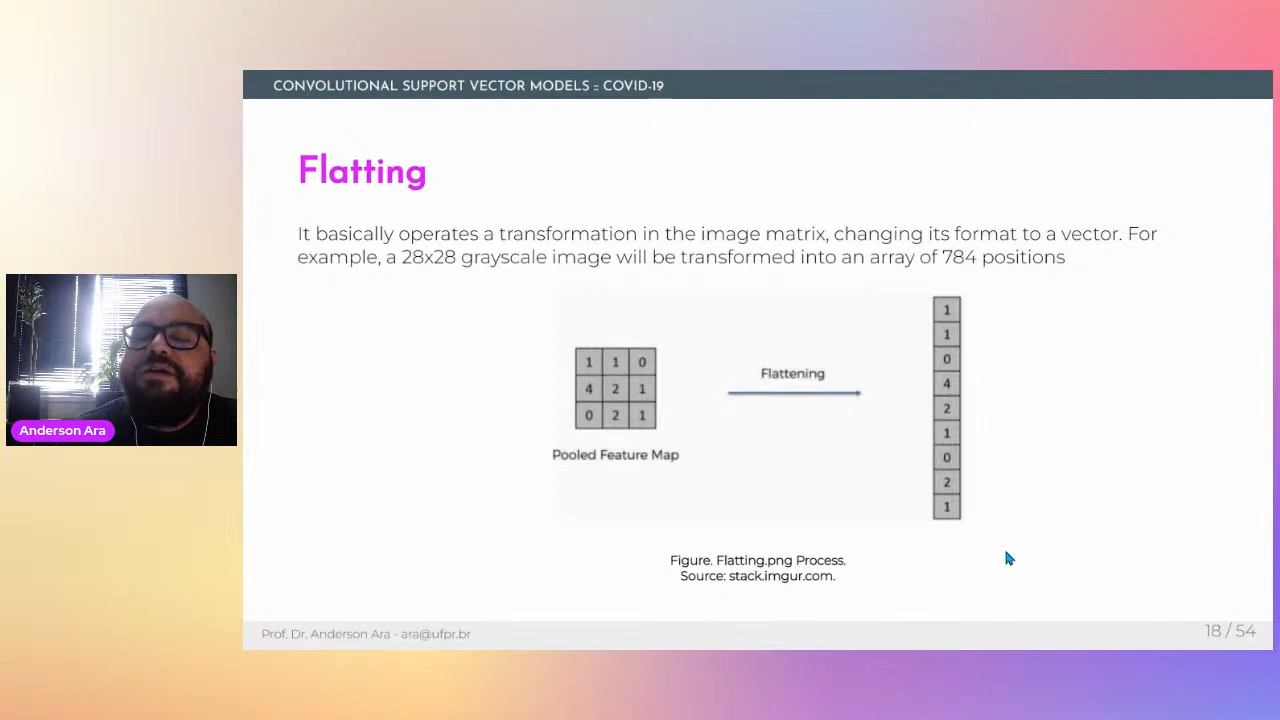 CONVOLUTIONAL SUPPORT VECTOR MODELS :: COVID-19
Flatting
It basically operates a transformation in the image matrix, changing its format to a vector. For
example, a 28x28 grayscale image will be transformed into an array of 784 positions
1 1 0
4 2 1
0 2 1
Pooled Feature Map
Flattening
1
1
0
4
2
1
0
2
1
Figure. Flatting.png Process.
Source: stack.imgur.com.
Anderson Ara
Prof. Dr. Anderson Ara - ara@ufpr.br
18 / 54